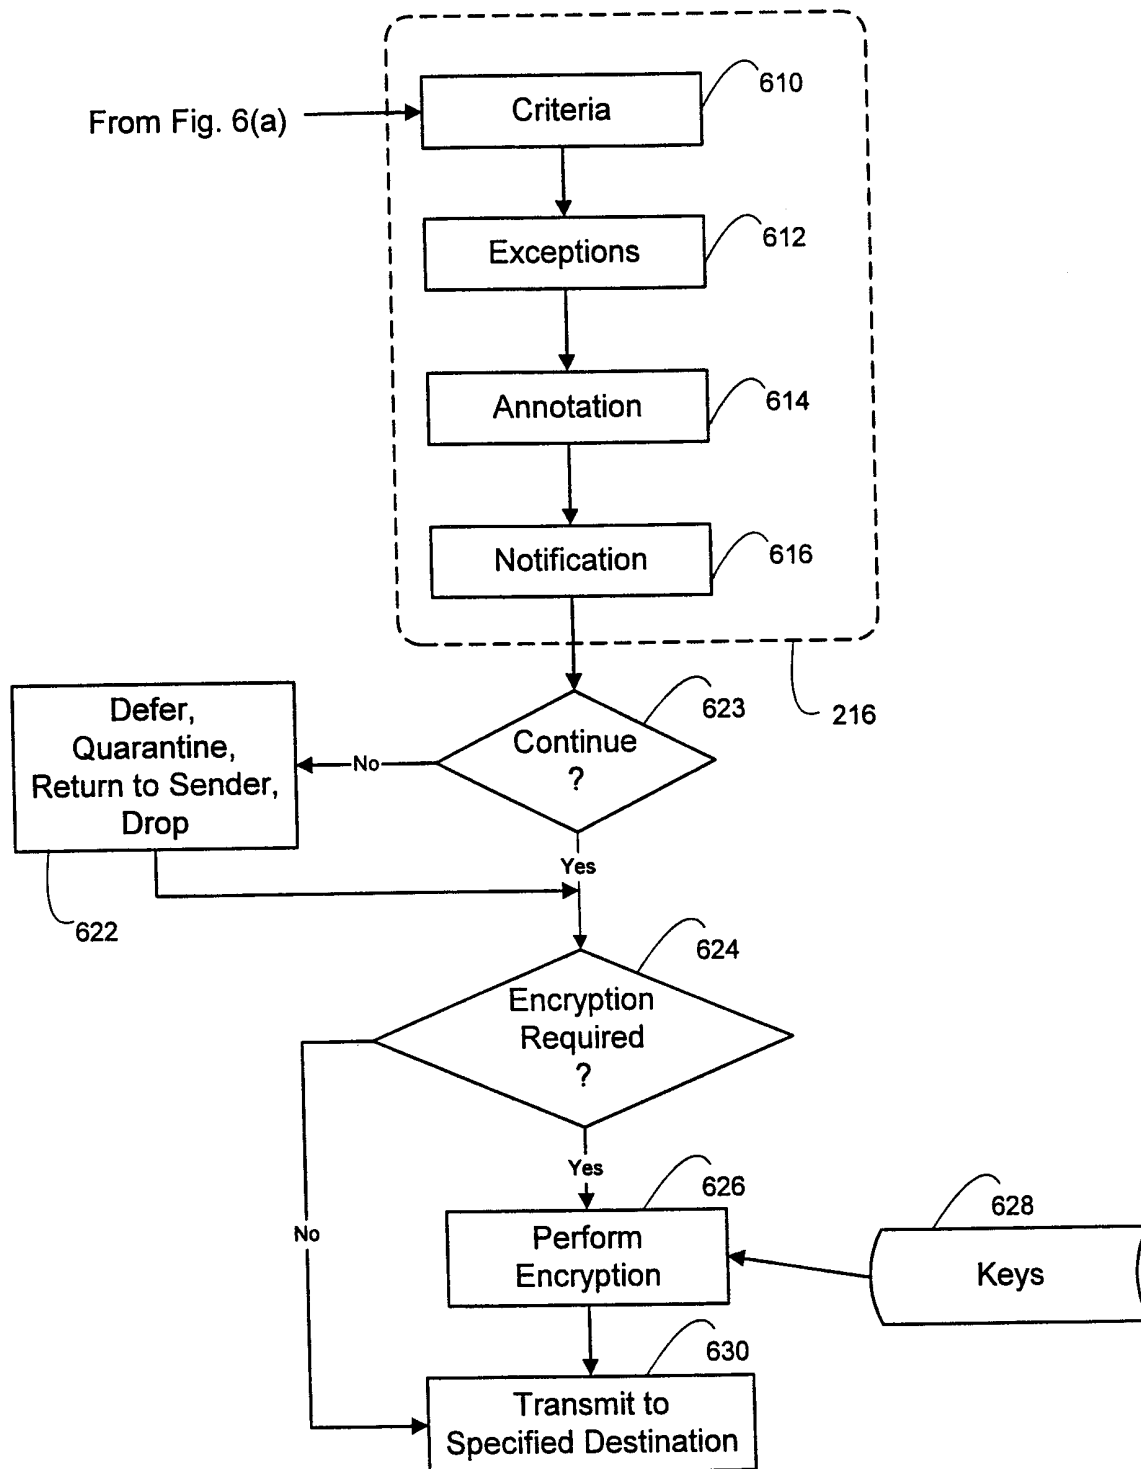 610
From Fig. 6(a)
Criteria
612
Exceptions
614
Annotation
616
Notification
216
623
Continue
?
No
Defer,
Quarantine,
Return to Sender,
Drop
622
Yes
624
Encryption
Required
?
Yes
No
626
Perform
Encryption
628
Keys
630
Transmit to
Specified Destination